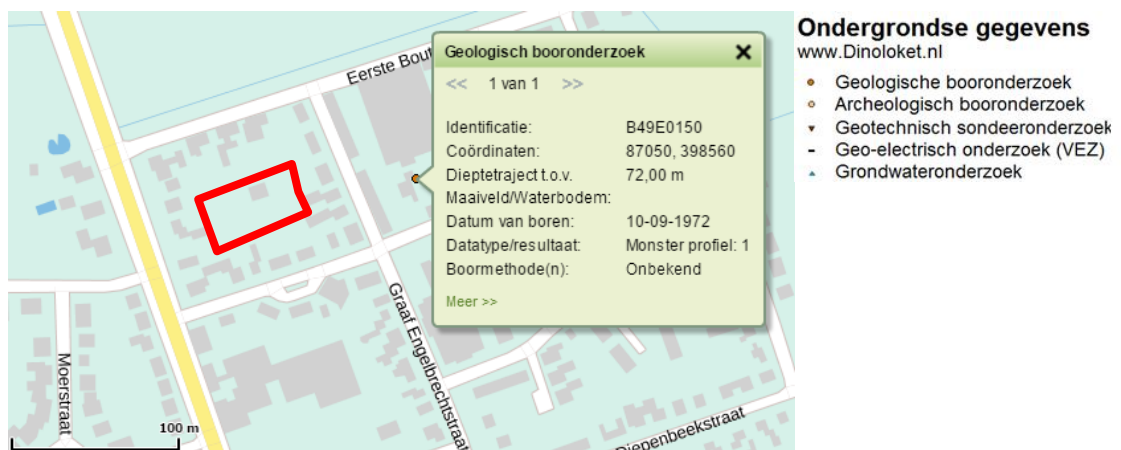 Ondergrondse gegevens
www.Dinoloket.nl
Geologische booronderzoek
Archeologisch booronderzoek
Geotechnisch sondeeronderzoek
Geo-electrisch onderzoek (VEZ)
Grondwateronderzoek
Geologisch booronderzoek
<< 1 van 1 >>
Identificatie: B49E0150
Coördinaten: 87050, 398560
Dieptetraject t.o.v. 72,00 m
Maaiveld/Waterbodem:
Datum van boren: 10-09-1972
Datatype/resultaat: Monster profiel: 1
Boormethode(n): Onbekend
Meer >>
Eerste Bout
Graaf Engelbrechtstraat
Moerstraat
Diepenbeekstraat
100 m